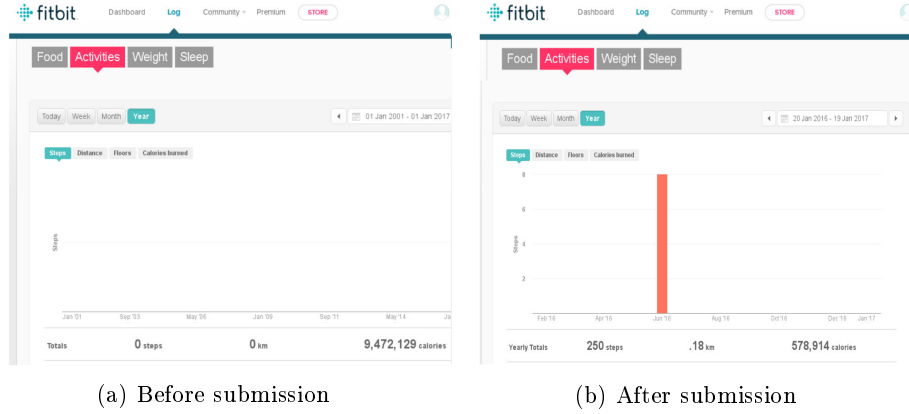 fitbit Dashboard Log Community Premium STORE
Food Activities Weight Sleep
Today Week Month Year 01 Jan 2001 - 01 Jan 2017
Steps Distance Floors Calories burned
Steps
Jan '01 Sep '03 May '06 Jan '09 Sep '11 May '14 Ja
Totals 0 steps 0 km 9,472,129 calories
(a) Before submission
fitbit Dashboard Log Community Premium STORE
Food Activities Weight Sleep
Today Week Month Year 20 Jan 2016 - 19 Jan 2017
Steps Distance Floors Calories burned
8
6
4
2
Steps
Feb '16 Apr '16 Jun '16 Aug '16 Oct '16 Dec '16 Jan '17
Yearly Totals 250 steps .18 km 578,914 calories
(b) After submission